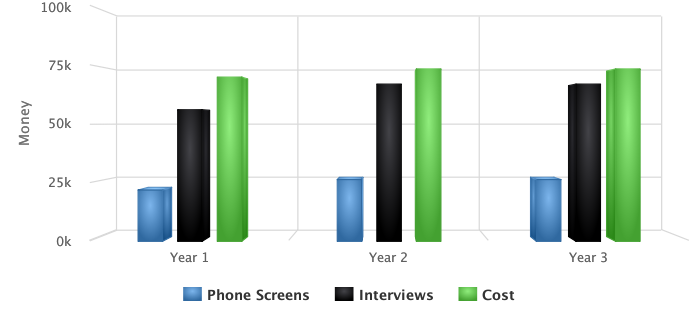 100k
75k
50k
25k
0k
Money
Year 1 Year 2 Year 3
Phone Screens Interviews Cost